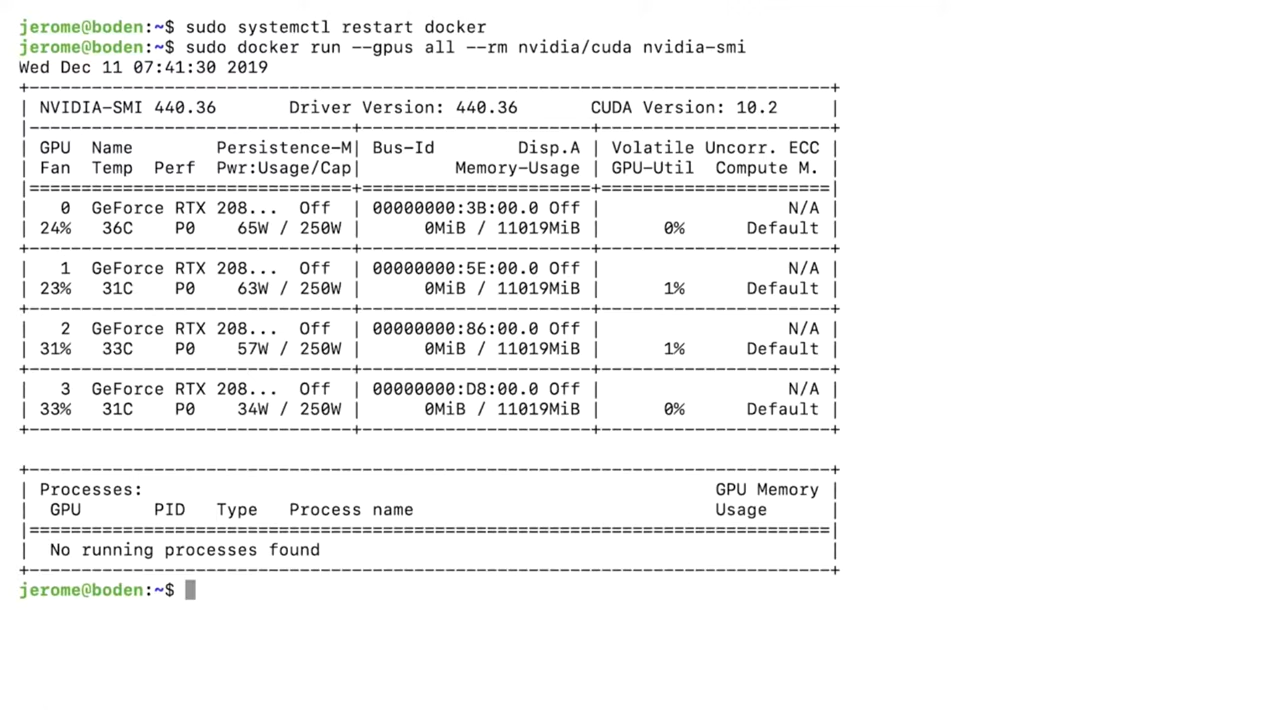 jerome@boden:~$ sudo systemctl restart docker
jerome@boden:~$ sudo docker run --gpus all --rm nvidia/cuda nvidia-smi
Wed Dec 11 07:41:30 2019
+-----------------------------------------------------------------------------+
| NVIDIA-SMI 440.36       Driver Version: 440.36       CUDA Version: 10.2     |
|-------------------------------+----------------------+----------------------+
| GPU  Name        Persistence-M| Bus-Id        Disp.A | Volatile Uncorr. ECC |
| Fan  Temp  Perf  Pwr:Usage/Cap|         Memory-Usage | GPU-Util  Compute M. |
|===============================+======================+======================|
|   0  GeForce RTX 208...  Off  | 00000000:3B:00.0 Off |                  N/A |
| 24%   36C    P0    65W / 250W |      0MiB / 11019MiB |      0%      Default |
+-------------------------------+----------------------+----------------------+
|   1  GeForce RTX 208...  Off  | 00000000:5E:00.0 Off |                  N/A |
| 23%   31C    P0    63W / 250W |      0MiB / 11019MiB |      1%      Default |
+-------------------------------+----------------------+----------------------+
|   2  GeForce RTX 208...  Off  | 00000000:86:00.0 Off |                  N/A |
| 31%   33C    P0    57W / 250W |      0MiB / 11019MiB |      1%      Default |
+-------------------------------+----------------------+----------------------+
|   3  GeForce RTX 208...  Off  | 00000000:D8:00.0 Off |                  N/A |
| 33%   31C    P0    34W / 250W |      0MiB / 11019MiB |      0%      Default |
+-------------------------------+----------------------+----------------------+
+-----------------------------------------------------------------------------+
| Processes:                                                       GPU Memory |
|  GPU       PID   Type   Process name                             Usage      |
|=============================================================================|
|  No running processes found                                                 |
+-----------------------------------------------------------------------------+
jerome@boden:~$